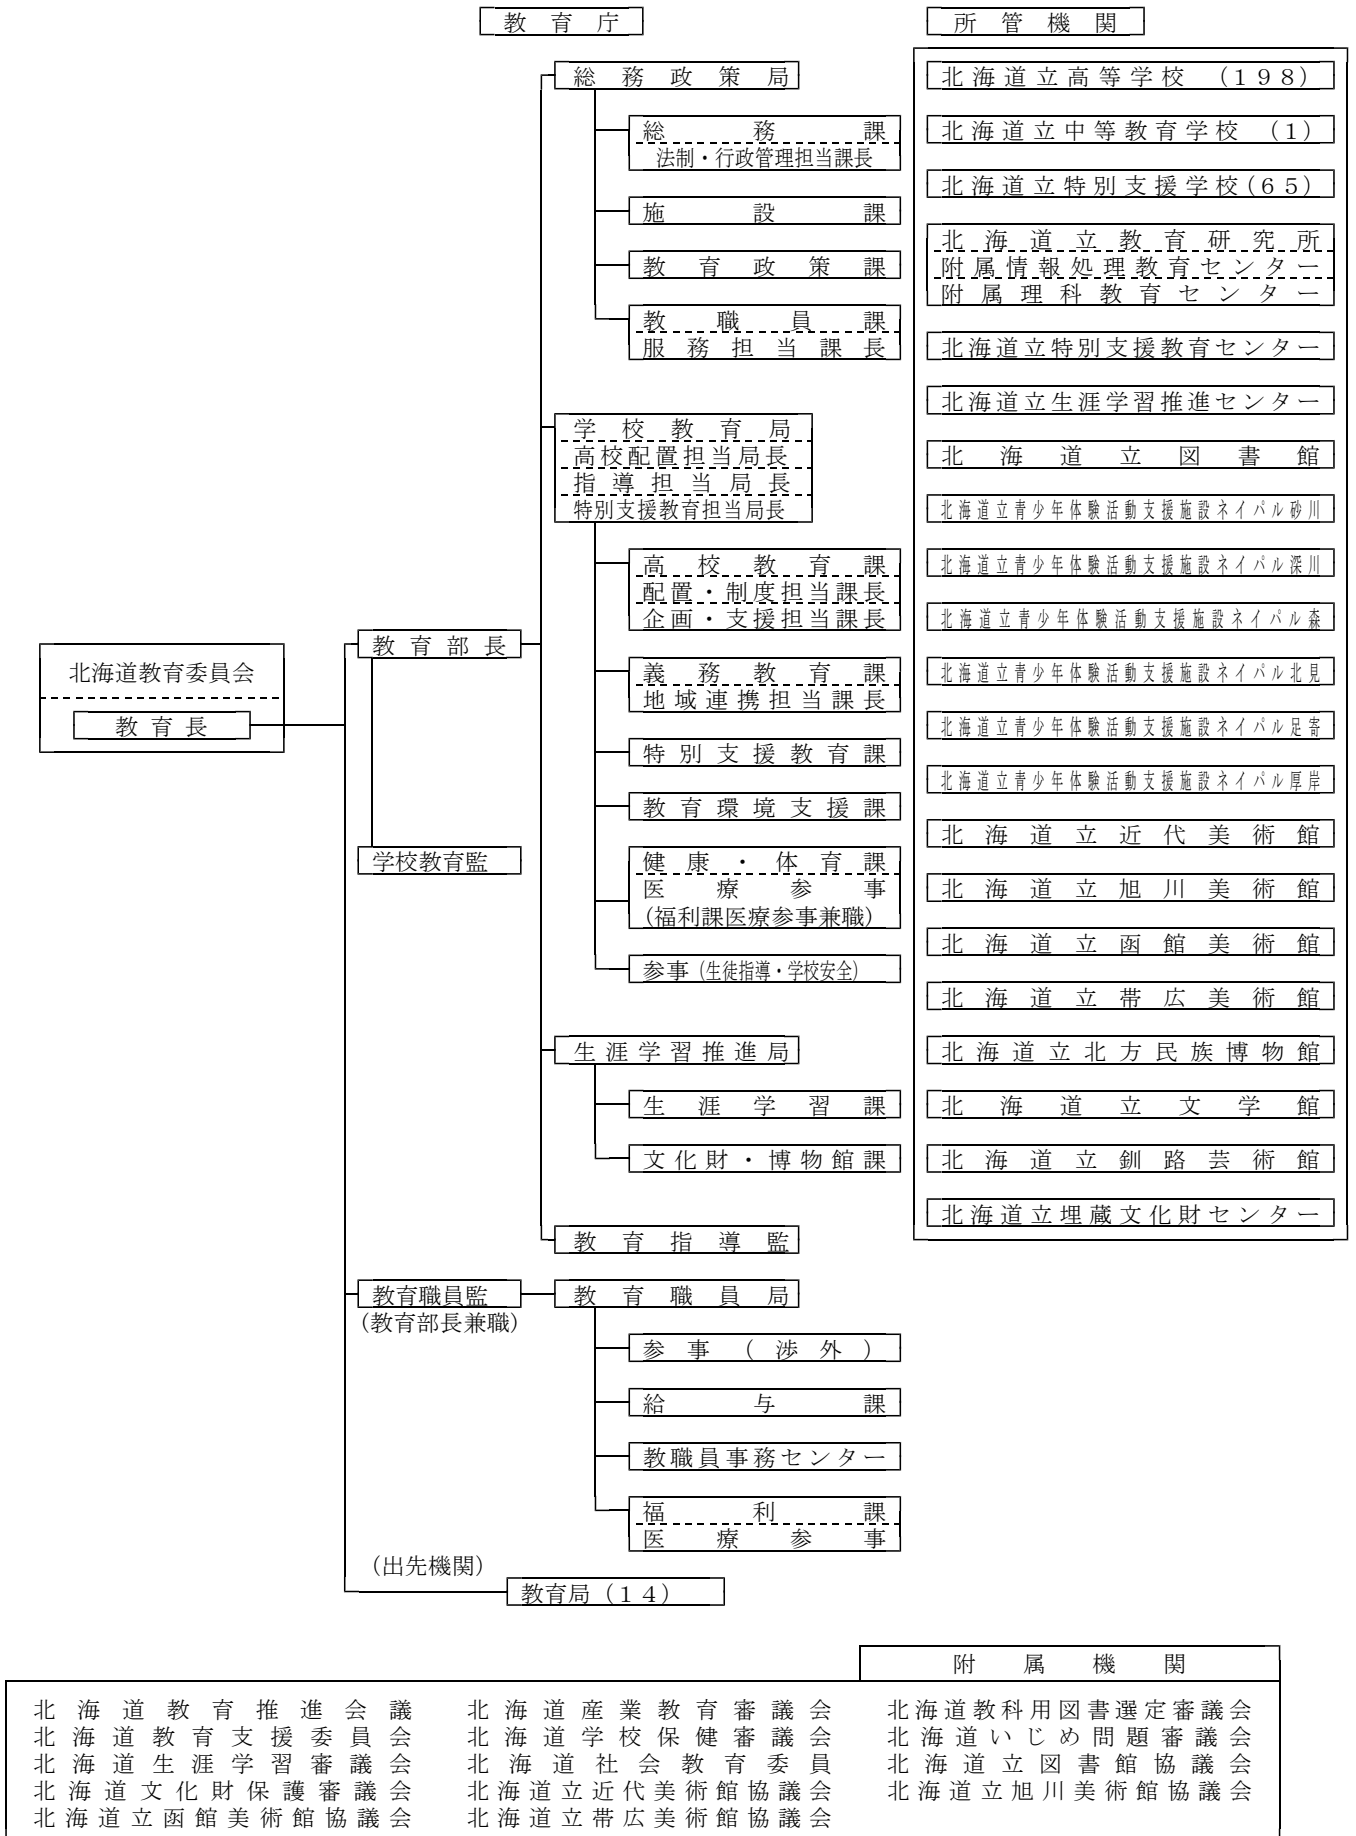 教育庁
総務政策局
総務課
法制・行政管理担当課長
施設課
教育政策課
教職員課
服務担当課長
学校教育局
高校配置担当局長
指導担当局長
特別支援教育担当局長
高校教育課
配置・制度担当課長
企画・支援担当課長
北海道教育委員会
教育長
教育部長
学校教育監
義務教育課
地域連携担当課長
特別支援教育課
教育環境支援課
健康・体育課
医療参事
(福利課医療参事兼職)
参事(生徒指導・学校安全)
生涯学習推進局
生涯学習課
文化財・博物館課
教育指導監
教育職員監
(教育部長兼職)
教育職員局
参事(渉外)
給与課
教職員事務センター
福利課
医療参事
(出先機関)
教育局(14)
所管機関
北海道立高等学校 (198)
北海道立中等教育学校 (1)
北海道立特別支援学校(65)
北海道立教育研究所
附属情報処理教育センター
附属理科教育センター
北海道立特別支援教育センター
北海道立生涯学習推進センター
北海道立図書館
北海道立青少年体験活動支援施設ネイパル砂川
北海道立青少年体験活動支援施設ネイパル深川
北海道立青少年体験活動支援施設ネイパル森
北海道立青少年体験活動支援施設ネイパル北見
北海道立青少年体験活動支援施設ネイパル足寄
北海道立青少年体験活動支援施設ネイパル厚岸
北海道立近代美術館
北海道立旭川美術館
北海道立函館美術館
北海道立帯広美術館
北海道立北方民族博物館
北海道立文学館
北海道立釧路芸術館
北海道立埋蔵文化財センター
附属機関
北海道教育推進会議 北海道産業教育審議会 北海道教科用図書選定審議会
北海道教育支援委員会 北海道学校保健審議会 北海道いじめ問題審議会
北海道生涯学習審議会 北海道社会教育委員 北海道立図書館協議会
北海道文化財保護審議会 北海道立近代美術館協議会 北海道立旭川美術館協議会
北海道立函館美術館協議会 北海道立帯広美術館協議会